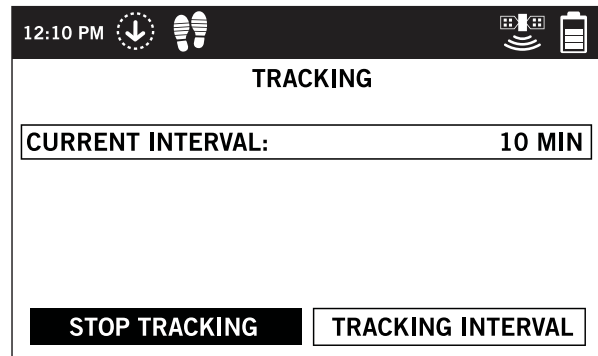 12:10 PM
TRACKING
CURRENT INTERVAL: 10 MIN
STOP TRACKING TRACKING INTERVAL